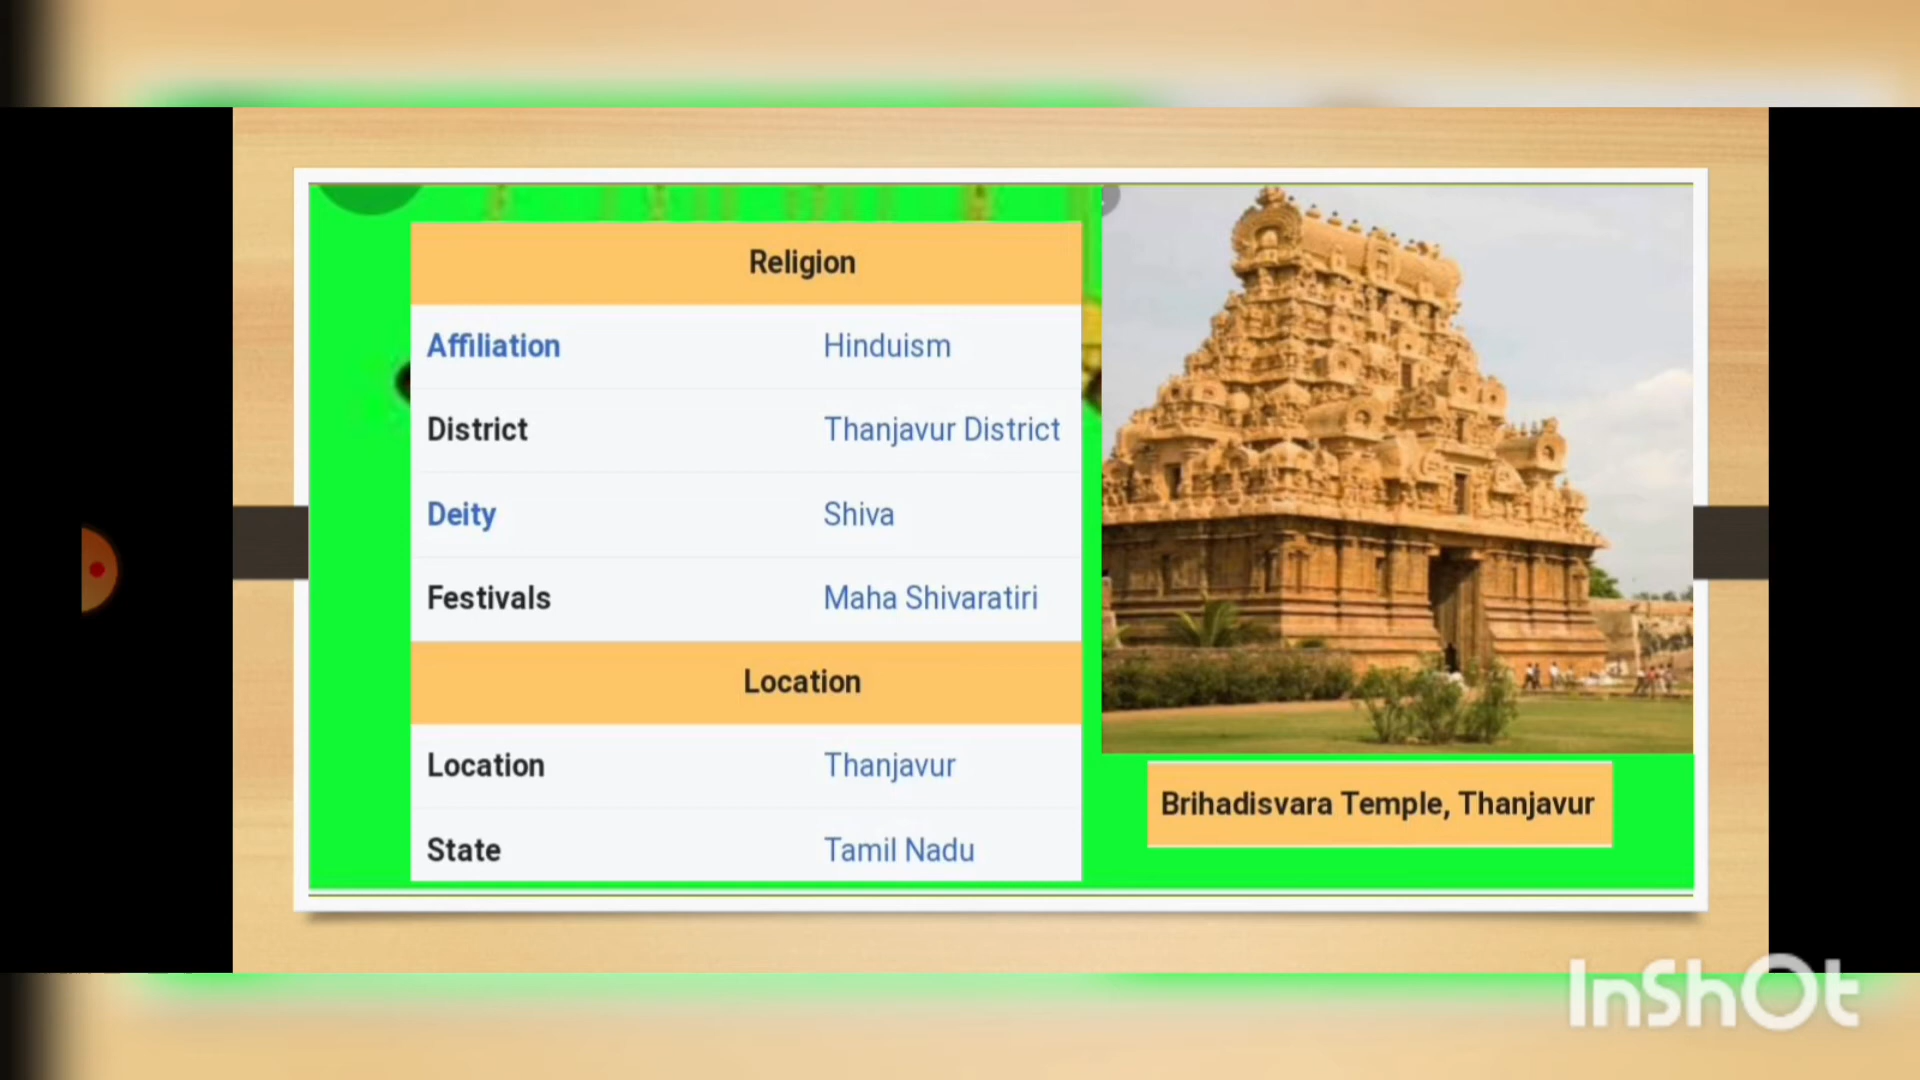 Religion
Affiliation Hinduism
District Thanjavur District
Deity Shiva
Festivals Maha Shivaratiri
Location
Location Thanjavur
State Tamil Nadu
Brihadisvara Temple, Thanjavur
InShOt